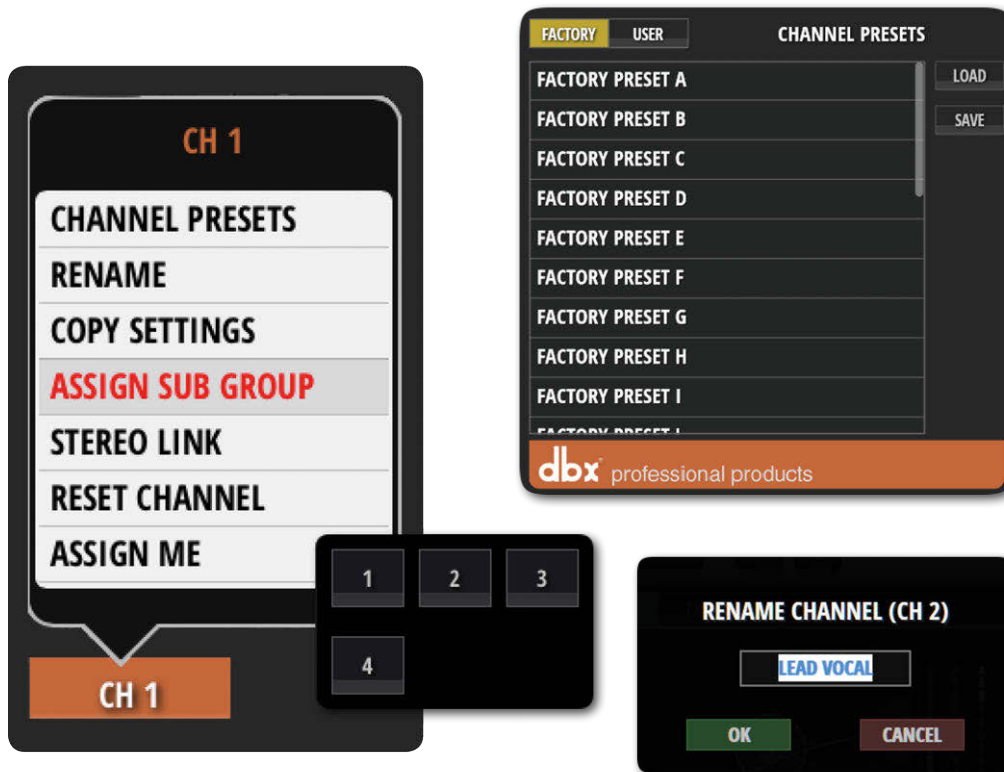 CH 1
CHANNEL PRESETS
RENAME
COPY SETTINGS
ASSIGN SUB GROUP
STEREO LINK
RESET CHANNEL
ASSIGN ME
CH 1
1 2 3
4
FACTORY USER CHANNEL PRESETS
FACTORY PRESET A LOAD
FACTORY PRESET B SAVE
FACTORY PRESET C
FACTORY PRESET D
FACTORY PRESET E
FACTORY PRESET F
FACTORY PRESET G
FACTORY PRESET H
FACTORY PRESET I
FACTORY PRESET
dbx professional products
RENAME CHANNEL (CH 2)
LEAD VOCAL
OK CANCEL